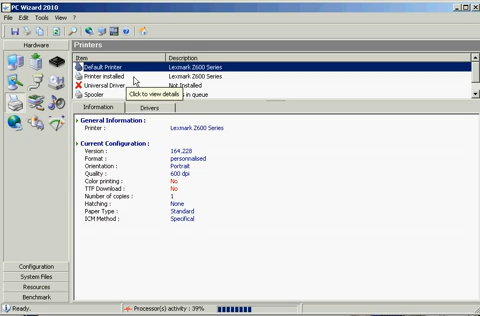 PC Wizard 2010
File Edit Tools View ?
Hardware
Printers
Item Description
Default Printer Lexmark Z600 Series
Printer installed Lexmark Z600 Series
Universal Driver Not Installed
Spooler s in queue
Click to view details
Information Drivers
General Information :
Printer : Lexmark Z600 Series
Current Configuration :
Version : 164.228
Format : personnalised
Orientation : Portrait
Quality : 600 dpi
Color printing : No
TTF Download : No
Number of copies : 1
Hatching : None
Paper Type : Standard
ICM Method : Specifical
Configuration
System Files
Resources
Benchmark
Ready. Processor(s) activity : 39%